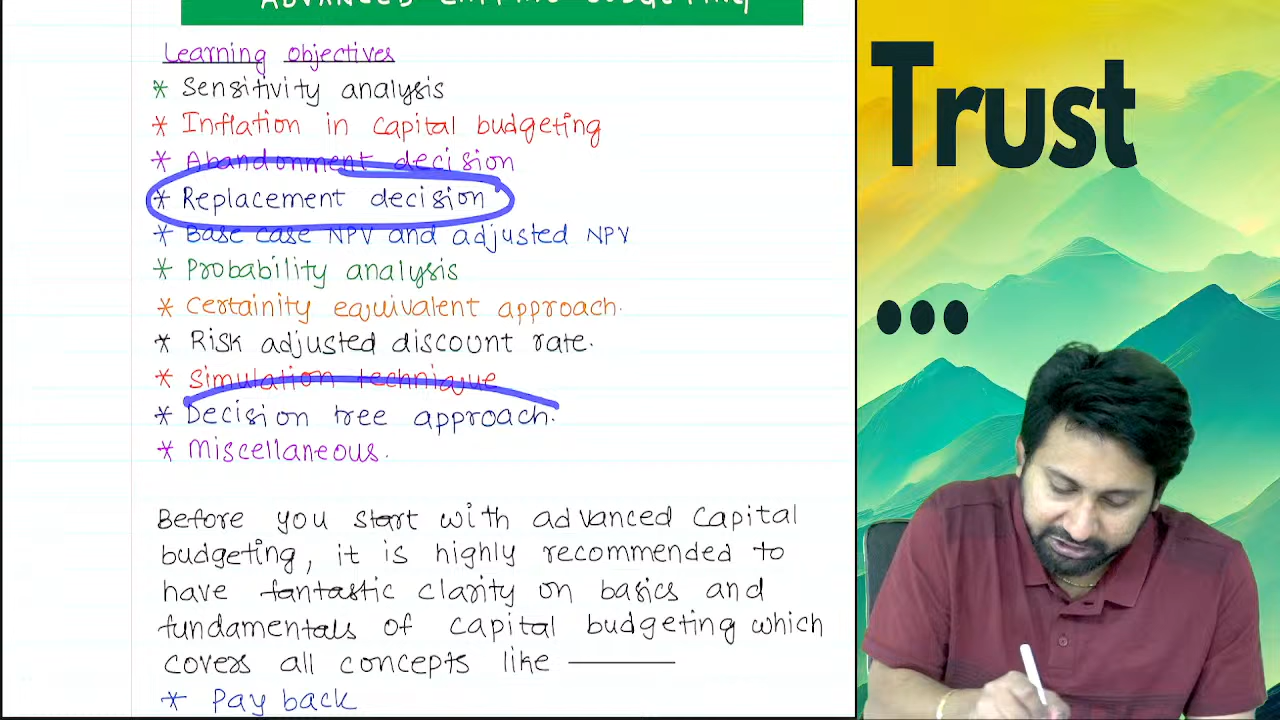 ADVANCED CAPITAL BUDGETING
Learning objectives
* Sensitivity analysis
* Inflation in capital budgeting
* Abandonment decision
* Replacement decision
* Base case NPV and adjusted NPV
* Probability analysis
* Certainity equivalent approach.
* Risk adjusted discount rate.
* Simulation technique
* Decision tree approach.
* Miscellaneous.
Before you start with advanced capital
budgeting, it is highly recommended to
have fantastic clarity on basics and
fundamentals of capital budgeting which
covers all concepts like ———
* Pay back
Trust
...